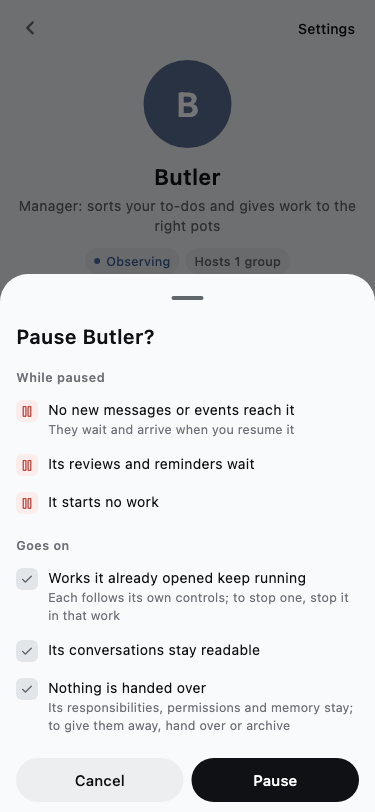 Settings
B
Butler
Manager: sorts your to-dos and gives work to the
right pots
Observing
Hosts 1 group
Pause Butler?
While paused
No new messages or events reach it
They wait and arrive when you resume it
Its reviews and reminders wait
It starts no work
Goes on
Works it already opened keep running
Each follows its own controls; to stop one, stop it
in that work
Its conversations stay readable
Nothing is handed over
Its responsibilities, permissions and memory stay;
to give them away, hand over or archive
Cancel
Pause